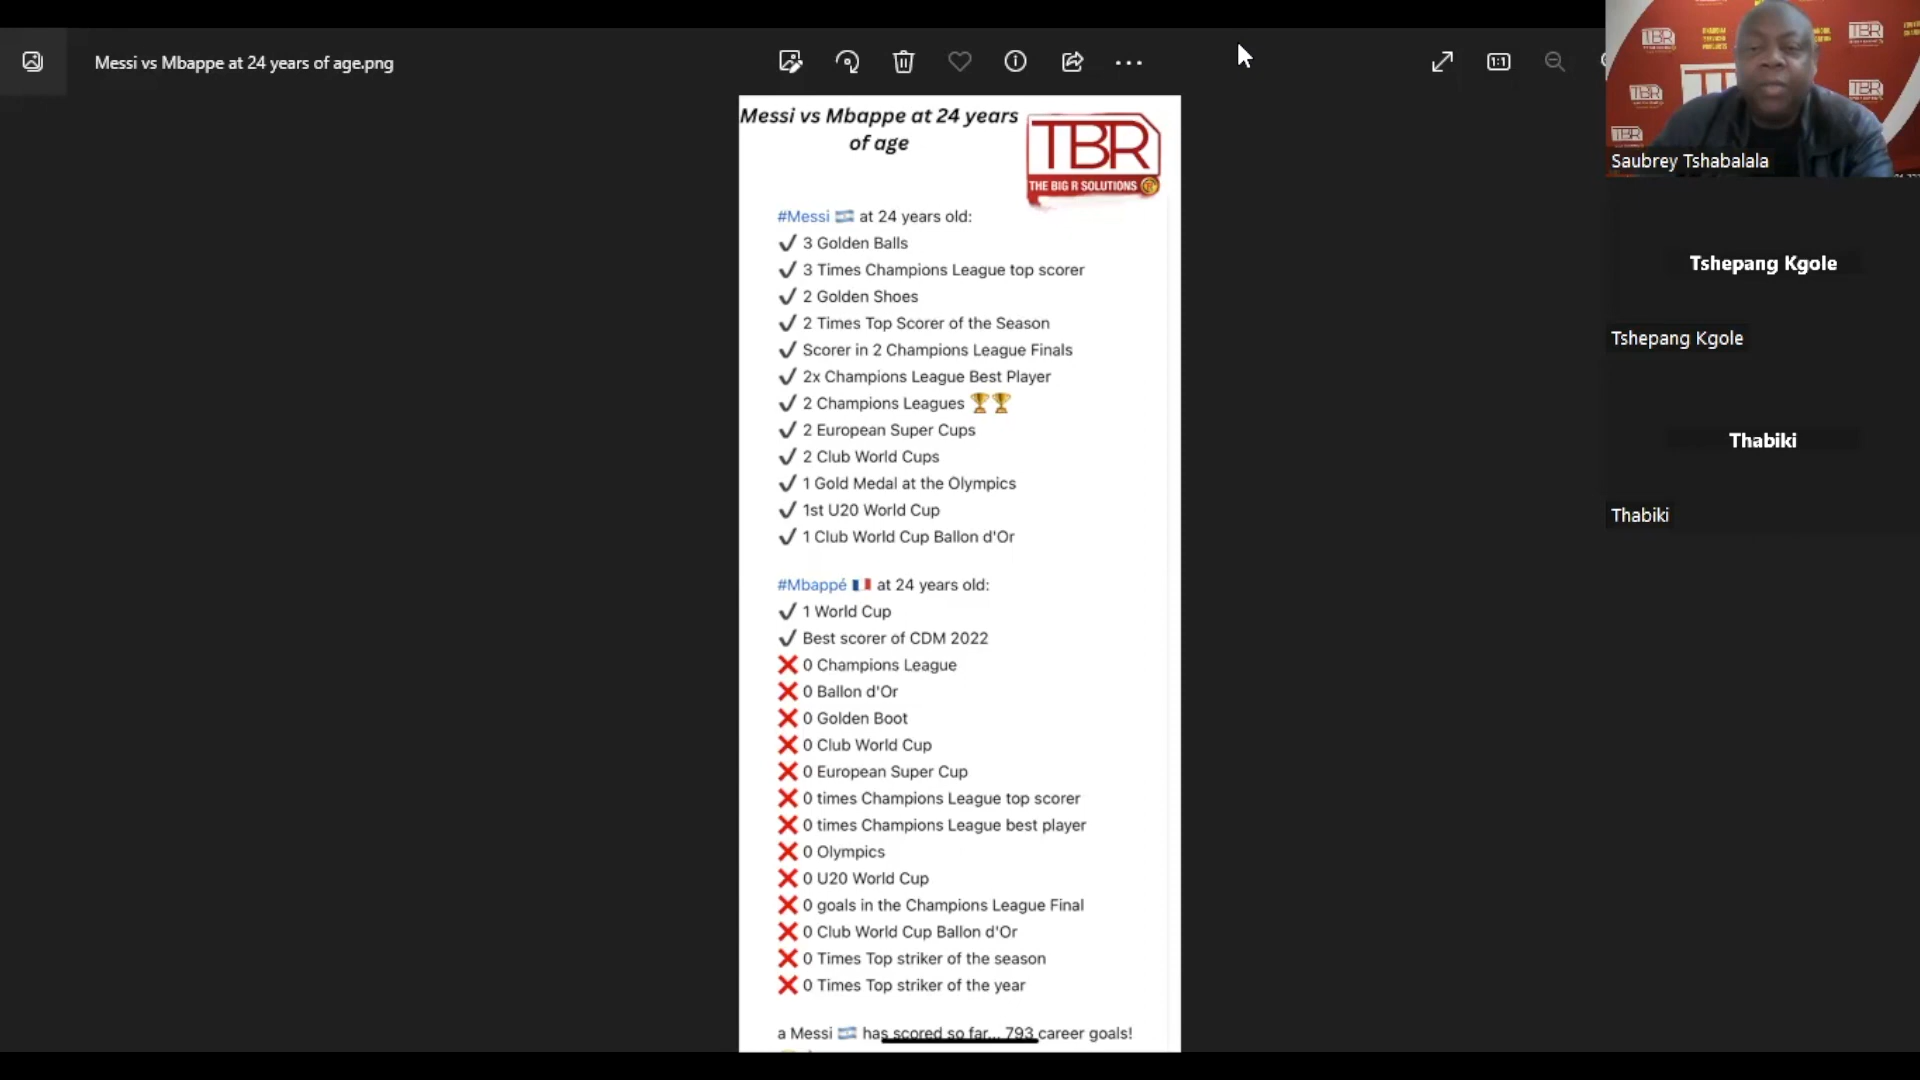 Messi vs Mbappe at 24 years of age.png
1:1
Messi vs Mbappe at 24 years
of age
TBR
THE BIG R SOLUTIONS
#Messi at 24 years old:
3 Golden Balls
3 Times Champions League top scorer
2 Golden Shoes
2 Times Top Scorer of the Season
Scorer in 2 Champions League Finals
2x Champions League Best Player
2 Champions Leagues
2 European Super Cups
2 Club World Cups
1 Gold Medal at the Olympics
1st U20 World Cup
1 Club World Cup Ballon d'Or
#Mbappé at 24 years old:
1 World Cup
Best scorer of CDM 2022
0 Champions League
0 Ballon d'Or
0 Golden Boot
0 Club World Cup
0 European Super Cup
0 times Champions League top scorer
0 times Champions League best player
0 Olympics
0 U20 World Cup
0 goals in the Champions League Final
0 Club World Cup Ballon d'Or
0 Times Top striker of the season
0 Times Top striker of the year
a Messi has scored so far... 793 career goals!
TBR
TBR
TBR
TBR
TBR
Saubrey Tshabalala
Tshepang Kgole
Tshepang Kgole
Thabiki
Thabiki